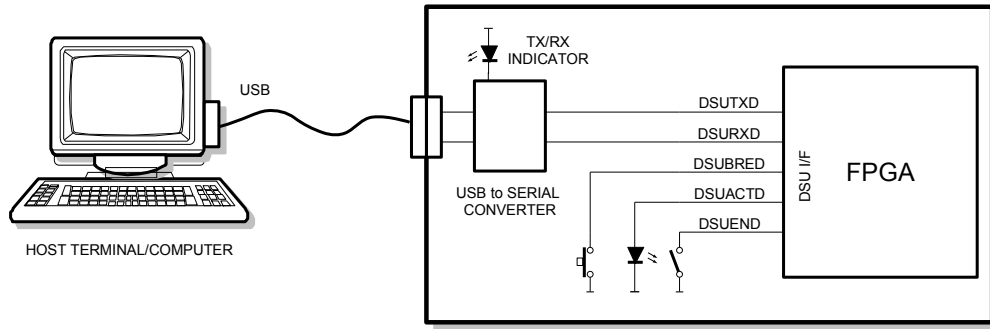 TX/RX
INDICATOR
USB
DSUTXD
DSURXD
DSUBRED
DSUACTD
DSUEND
DSU I/F
FPGA
USB to SERIAL
CONVERTER
HOST TERMINAL/COMPUTER